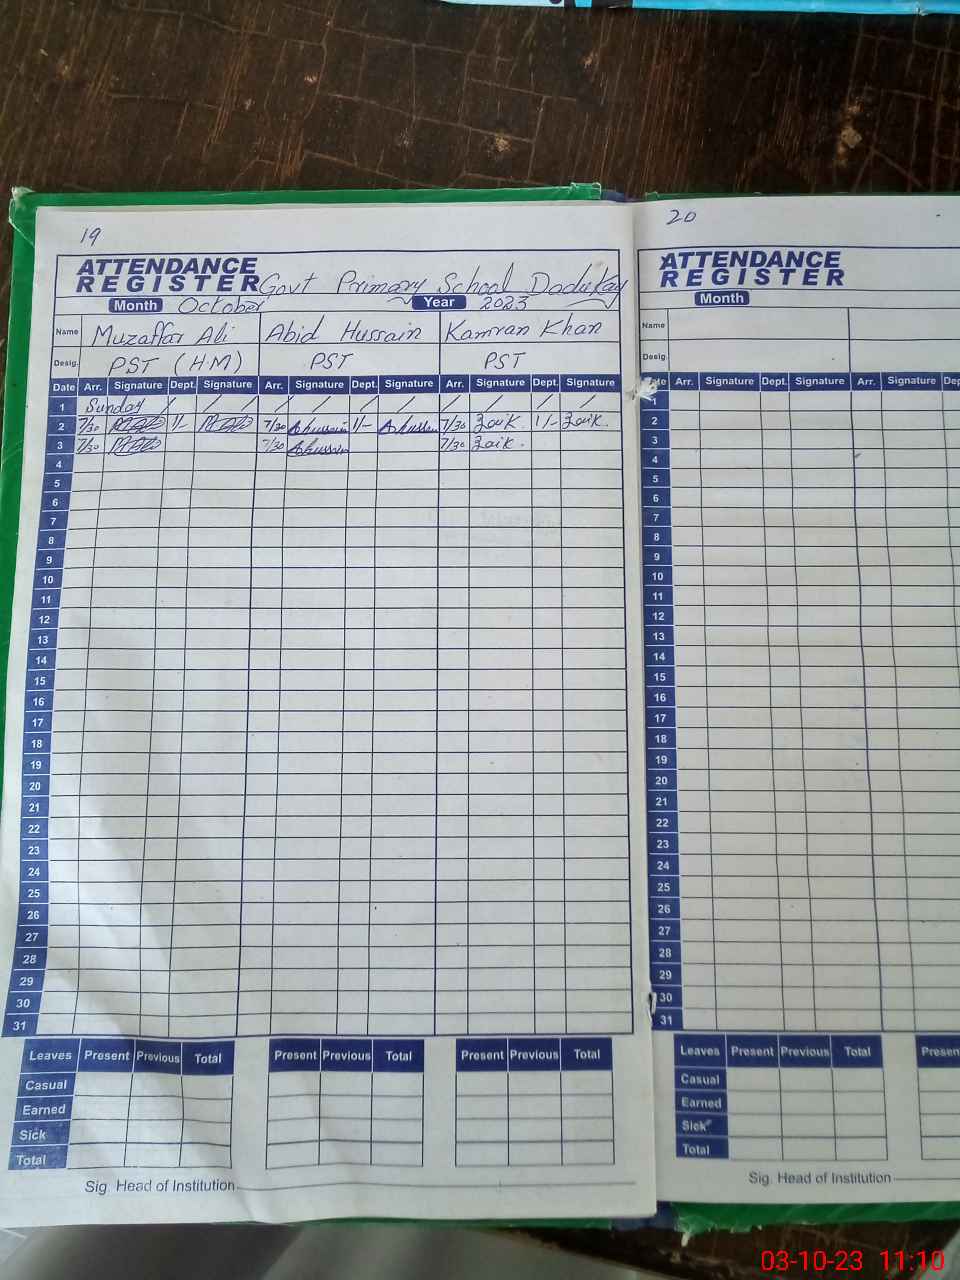 19
ATTENDANCE
REGISTER Govt Primary School Dadukay
Month October Year 2023
Name Muzaffar Ali Abid Hussain Kamran Khan
Desig. PST (H.M) PST PST
Date Arr. Signature Dept. Signature Arr. Signature Dept. Signature Arr. Signature Dept. Signature
1 Sunday / / / / / / / / / / /
2 7/30 1/- 7/30 Ahussain 1/- Ahussain 7/30 1/-
3 7/30 7/30 Ahussain 7/30
4
5
6
7
8
9
10
11
12
13
14
15
16
17
18
19
20
21
22
23
24
25
26
27
28
29
30
31
Leaves Present Previous Total Present Previous Total Present Previous Total
Casual
Earned
Sick
Total
Sig. Head of Institution
20
ATTENDANCE
REGISTER
Month
Name
Desig.
Date Arr. Signature Dept. Signature Arr. Signature Dep
1
2
3
4
5
6
7
8
9
10
11
12
13
14
15
16
17
18
19
20
21
22
23
24
25
26
27
28
29
30
31
Leaves Present Previous Total Presen
Casual
Earned
Sick
Total
Sig. Head of Institution
03-10-23 11:10